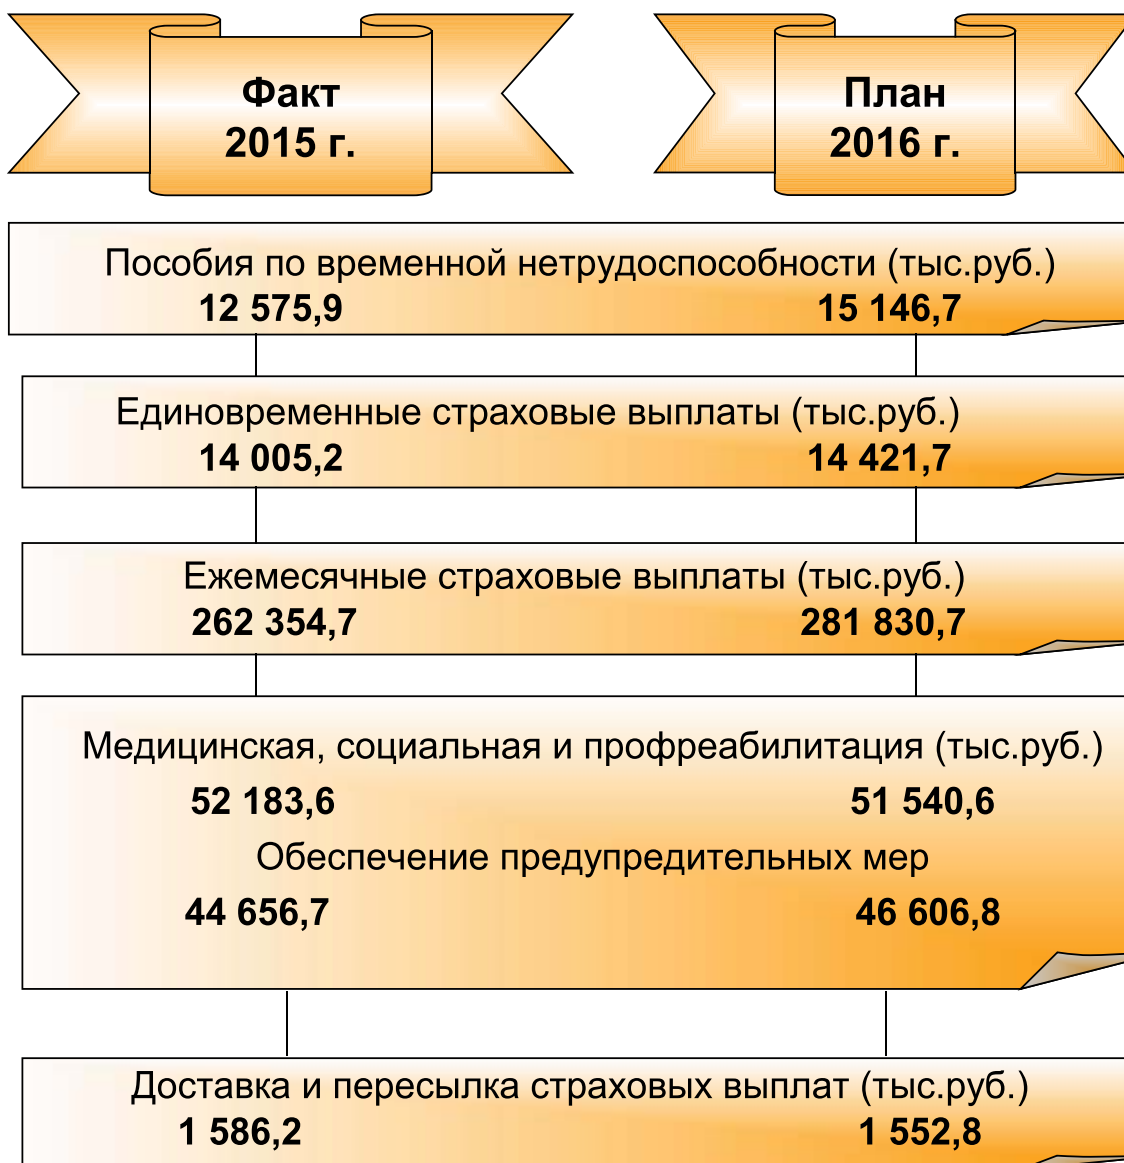 Факт
2015 г.
План
2016 г.
Пособия по временной нетрудоспособности (тыс.руб.)
12 575,9 15 146,7
Единовременные страховые выплаты (тыс.руб.)
14 005,2 14 421,7
Ежемесячные страховые выплаты (тыс.руб.)
262 354,7 281 830,7
Медицинская, социальная и профреабилитация (тыс.руб.)
52 183,6 51 540,6
Обеспечение предупредительных мер
44 656,7 46 606,8
Доставка и пересылка страховых выплат (тыс.руб.)
1 586,2 1 552,8